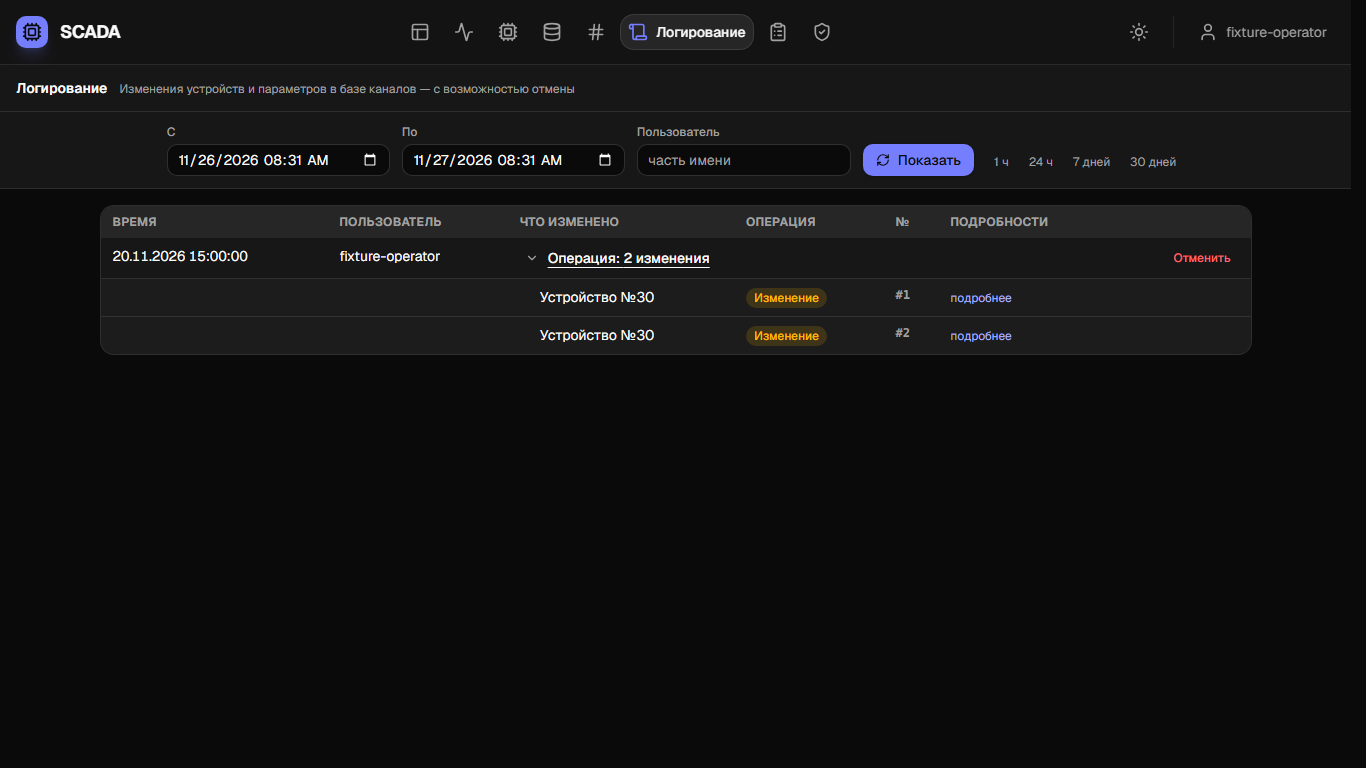 SCADA
Логирование
fixture-operator
Логирование Изменения устройств и параметров в базе каналов — с возможностью отмены
С По Пользователь
11/26/2026 08:31 AM 11/27/2026 08:31 AM часть имени Показать 1 ч 24 ч 7 дней 30 дней
ВРЕМЯ ПОЛЬЗОВАТЕЛЬ ЧТО ИЗМЕНЕНО ОПЕРАЦИЯ № ПОДРОБНОСТИ
20.11.2026 15:00:00 fixture-operator Операция: 2 изменения Отменить
Устройство №30 Изменение #1 подробнее
Устройство №30 Изменение #2 подробнее